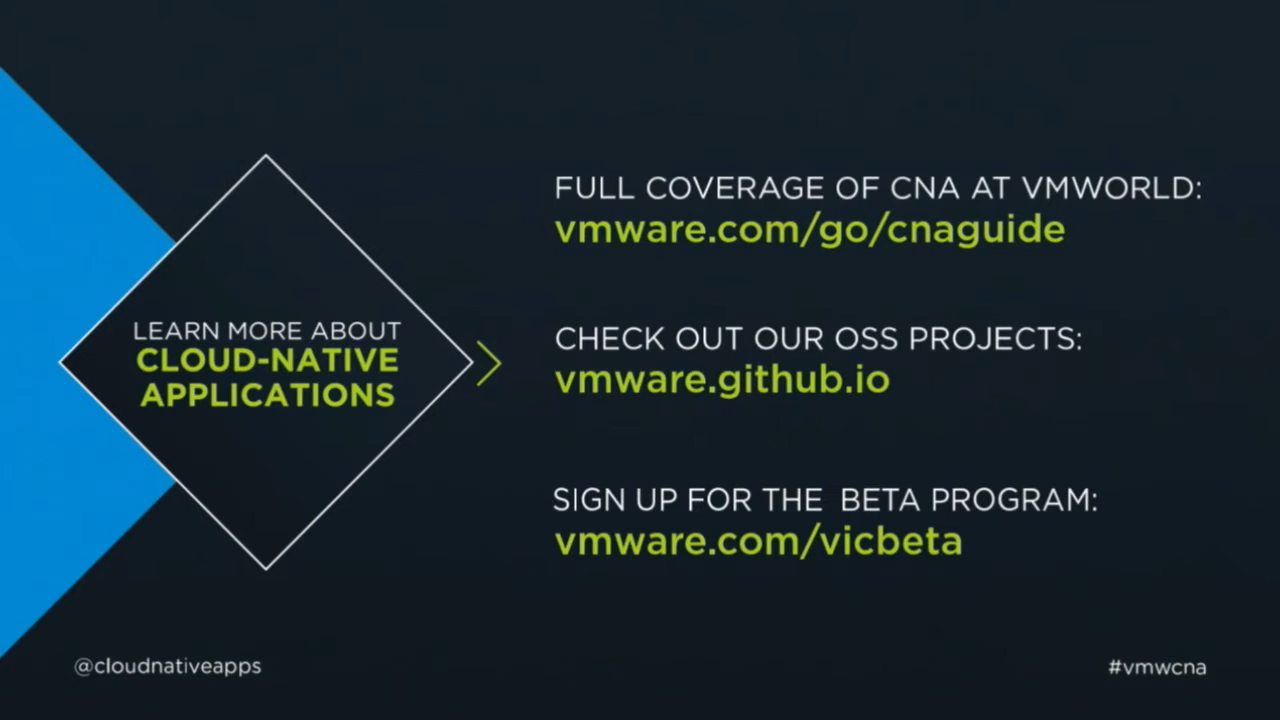 LEARN MORE ABOUT
CLOUD-NATIVE
APPLICATIONS
FULL COVERAGE OF CNA AT VMWORLD:
vmware.com/go/cnaguide
CHECK OUT OUR OSS PROJECTS:
vmware.github.io
SIGN UP FOR THE BETA PROGRAM:
vmware.com/vicbeta
@cloudnativeapps
#vmwcna